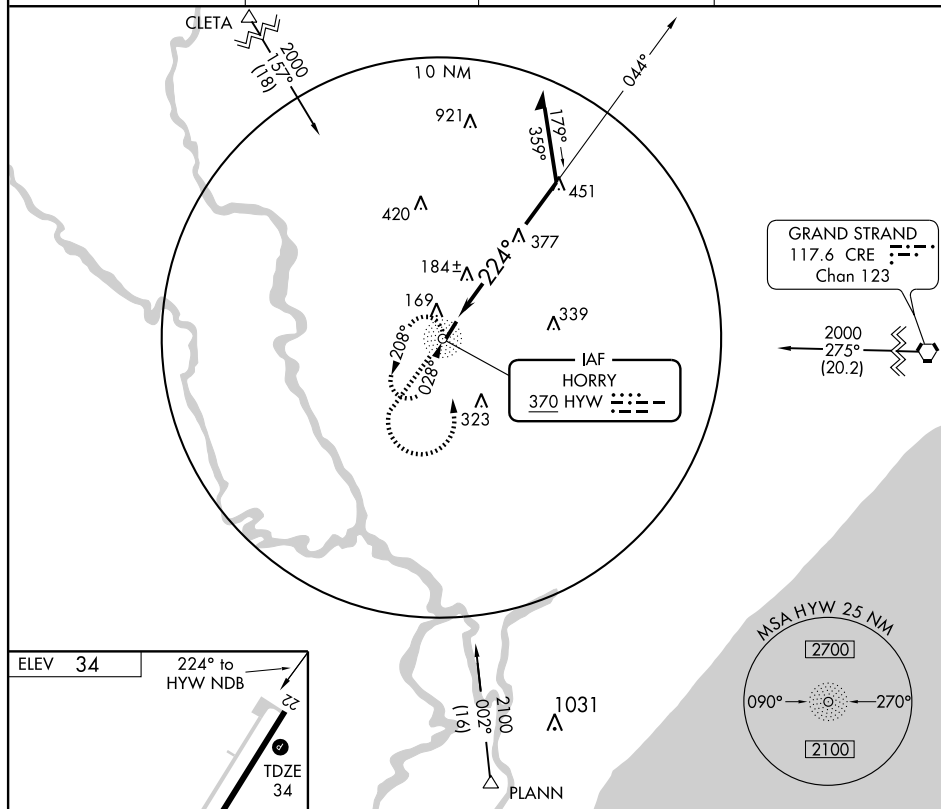 CLETA
2000
157°
(18)
10 NM
921
044°
179°
359°
451
420
377
224°
184±
169
339
208°
028°
323
IAF
HORRY
370 HYW
GRAND STRAND
117.6 CRE
Chan 123
2000
275°
(20.2)
MSA HYW 25 NM
2700
090°
270°
2100
ELEV 34
224° to
HYW NDB
22
P
TDZE
34
2100
002°
(16)
1031
PLANN